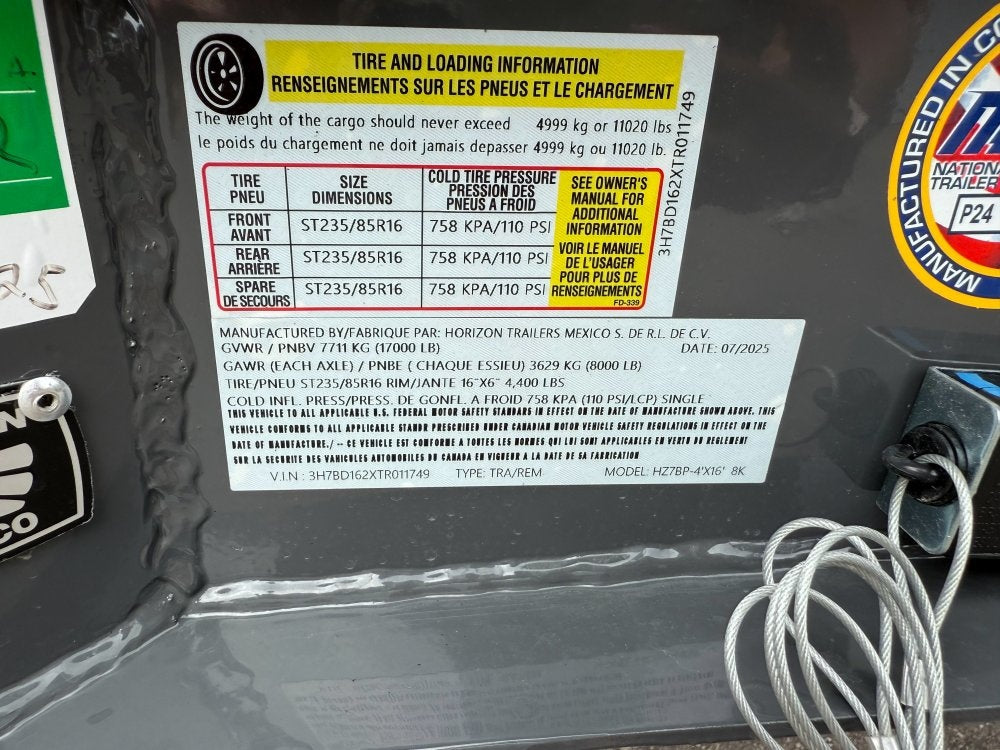 TIRE AND LOADING INFORMATION
RENSEIGNEMENTS SUR LES PNEUS ET LE CHARGEMENT
The weight of the cargo should never exceed 4999 kg or 11020 lbs
le poids du chargement ne doit jamais depasser 4999 kg ou 11020 lb.
3H7BD162XTR011749
TIRE PNEU SIZE DIMENSIONS COLD TIRE PRESSURE PRESSION DES PNEUS A FROID
FRONT AVANT ST235/85R16 758 KPA/110 PSI
REAR ARRIÈRE ST235/85R16 758 KPA/110 PSI
SPARE DE SECOURS ST235/85R16 758 KPA/110 PSI
SEE OWNER'S
MANUAL FOR
ADDITIONAL
INFORMATION
VOIR LE MANUEL
DE L'USAGER
POUR PLUS DE
RENSEIGNEMENTS
FD-339
MANUFACTURED BY/FABRIQUE PAR: HORIZON TRAILERS MEXICO S. DE R.L. DE C.V.
GVWR / PNBV 7711 KG (17000 LB) DATE: 07/2025
GAWR (EACH AXLE) / PNBE ( CHAQUE ESSIEU) 3629 KG (8000 LB)
TIRE/PNEU ST235/85R16 RIM/JANTE 16"X6" 4,400 LBS
COLD INFL. PRESS/PRESS. DE GONFL. A FROID 758 KPA (110 PSI/LCP) SINGLE
THIS VEHICLE TO ALL APPLICABLE U.S. FEDERAL MOTOR SAFETY STANDARS IN EFFECT ON THE DATE OF MANUFACTURE SHOWN ABOVE. THIS
VEHICLE CONFORMS TO ALL APPLICABLE STANDR PRESCRIBED UNDER CANADIAN MOTOR VEHICLE SAFETY REGULATIONS IN EFFECT ON THE
DATE OF MANUFACTURE./ -- CE VEHICLE EST CONFORME A TOUTES LES NORMES QUI LUI SONT APPLICABLES EN VERTU DU REGLEMENT
SUR LA SECURITE DES VANICULES AUTOMOBILES DU CANADA EN VIGUEUR A LA DATE DE SA FABRICATION
V.I.N : 3H7BD162XTR011749 TYPE: TRA/REM MODEL: HZ7BP-4'X16' 8K
MANUFACTURED IN
NATIONA
TRAILER
P24